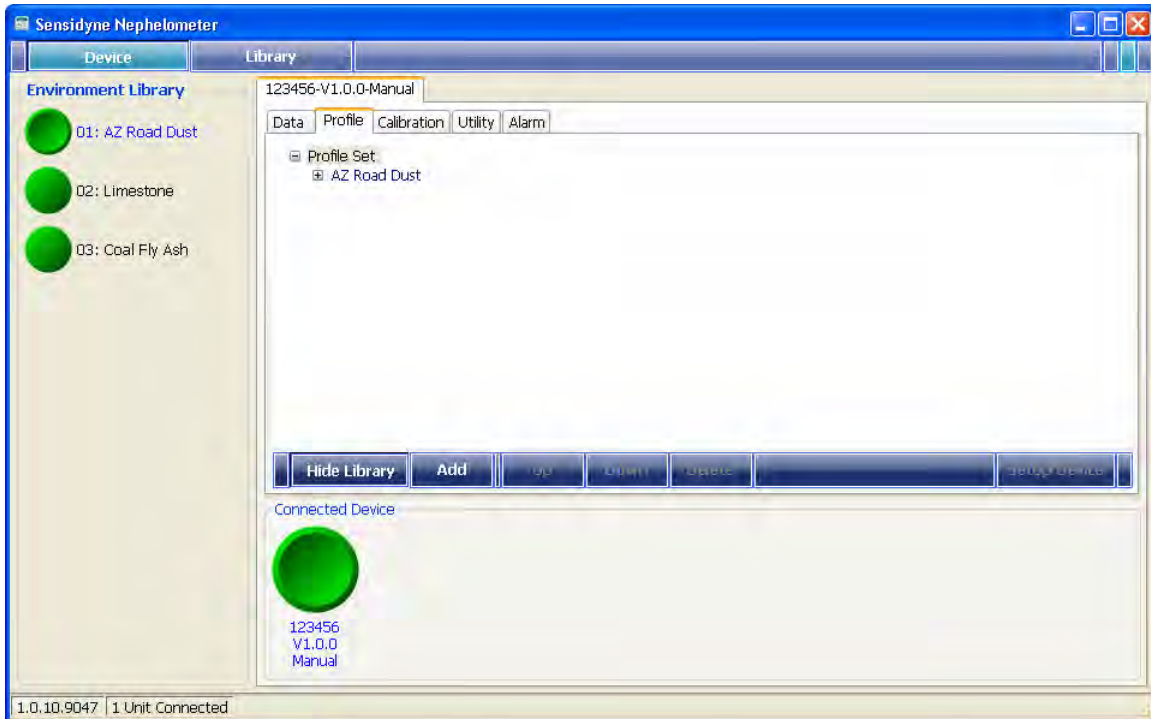 Sensidyne Nephelometer
Device Library
Environment Library
01: AZ Road Dust
02: Limestone
03: Coal Fly Ash
123456-V1.0.0-Manual
Data Profile Calibration Utility Alarm
Profile Set
AZ Road Dust
Hide Library Add Up Down Delete Setup Device
Connected Device
123456
V1.0.0
Manual
1.0.10.9047 1 Unit Connected